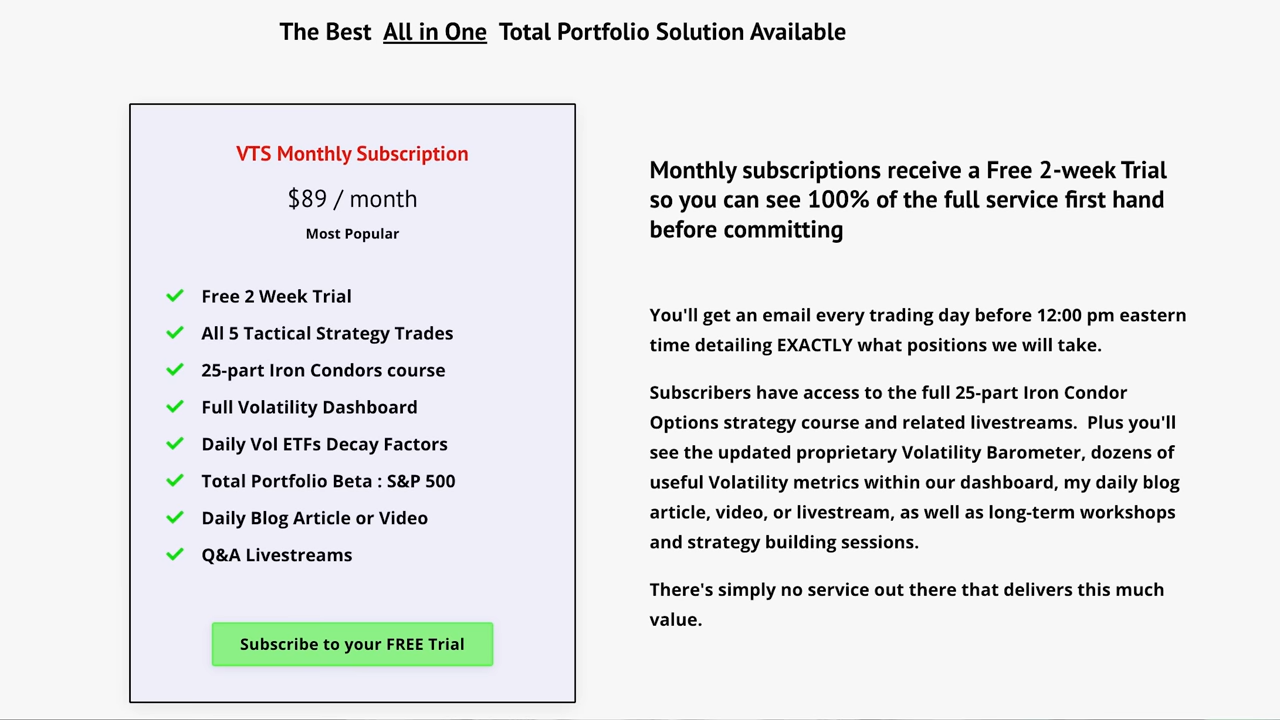 The Best All in One Total Portfolio Solution Available
VTS Monthly Subscription
$89 / month
Most Popular
Free 2 Week Trial
All 5 Tactical Strategy Trades
25-part Iron Condors course
Full Volatility Dashboard
Daily Vol ETFs Decay Factors
Total Portfolio Beta : S&P 500
Daily Blog Article or Video
Q&A Livestreams
Subscribe to your FREE Trial
Monthly subscriptions receive a Free 2-week Trial
so you can see 100% of the full service first hand
before committing
You'll get an email every trading day before 12:00 pm eastern
time detailing EXACTLY what positions we will take.
Subscribers have access to the full 25-part Iron Condor
Options strategy course and related livestreams.  Plus you'll
see the updated proprietary Volatility Barometer, dozens of
useful Volatility metrics within our dashboard, my daily blog
article, video, or livestream, as well as long-term workshops
and strategy building sessions.
There's simply no service out there that delivers this much
value.